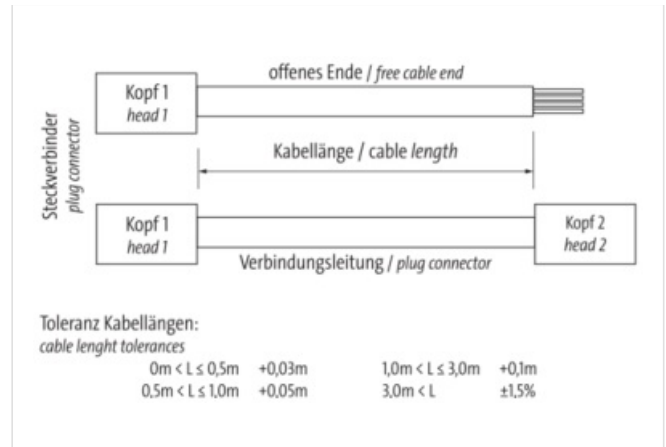 offenes Ende / free cable end
Kopf 1
head 1
Steckverbinder
plug connector
Kabellänge / cable length
Kopf 1
head 1
Kopf 2
head 2
Verbindungsleitung / plug connector
Toleranz Kabellängen:
cable lenght tolerances
0m < L ≤ 0,5m +0,03m 1,0m < L ≤ 3,0m +0,1m
0,5m < L ≤ 1,0m +0,05m 3,0m < L ±1,5%